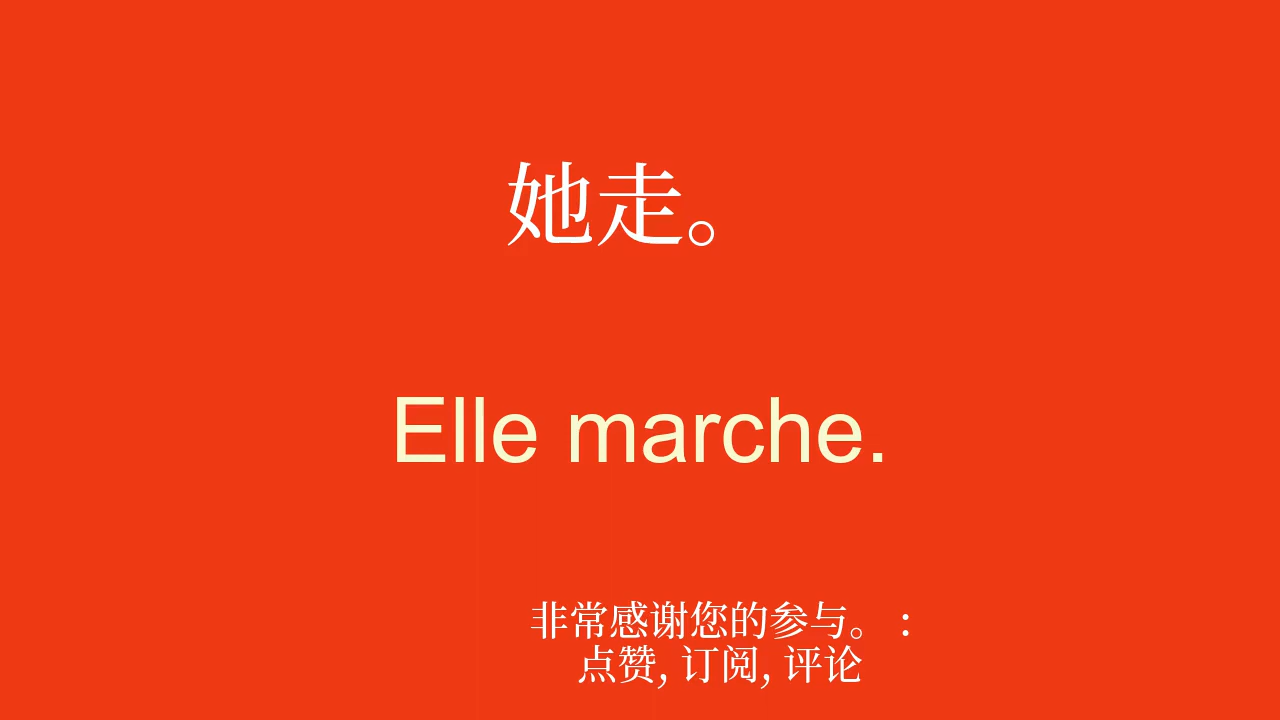 她走。
Elle marche.
非常感谢您的参与。 :
点赞, 订阅, 评论